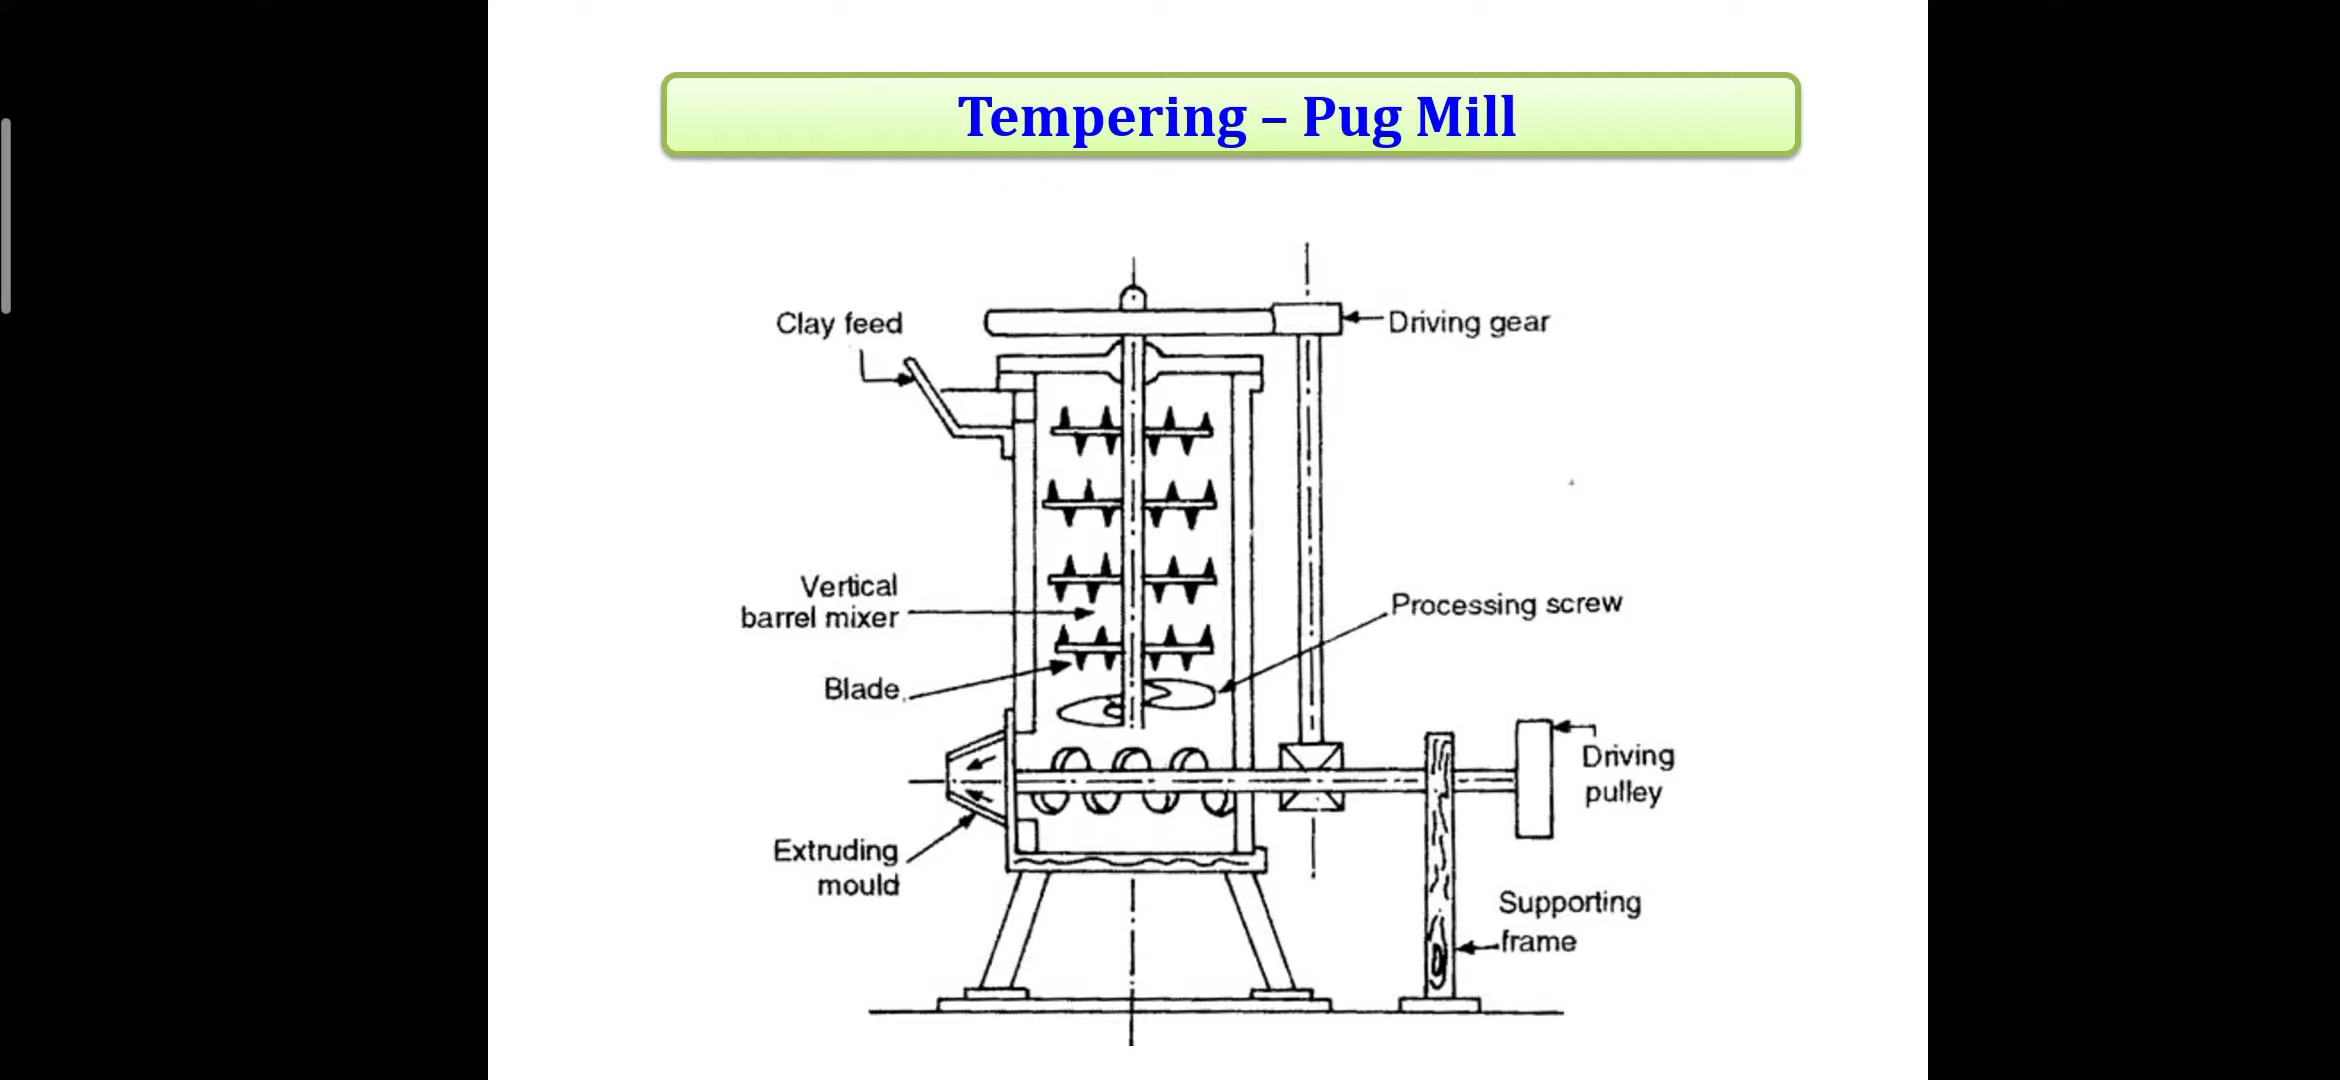 Tempering – Pug Mill
Clay feed
Driving gear
Vertical
barrel mixer
Processing screw
Blade
Driving
pulley
Extruding
mould
Supporting
frame